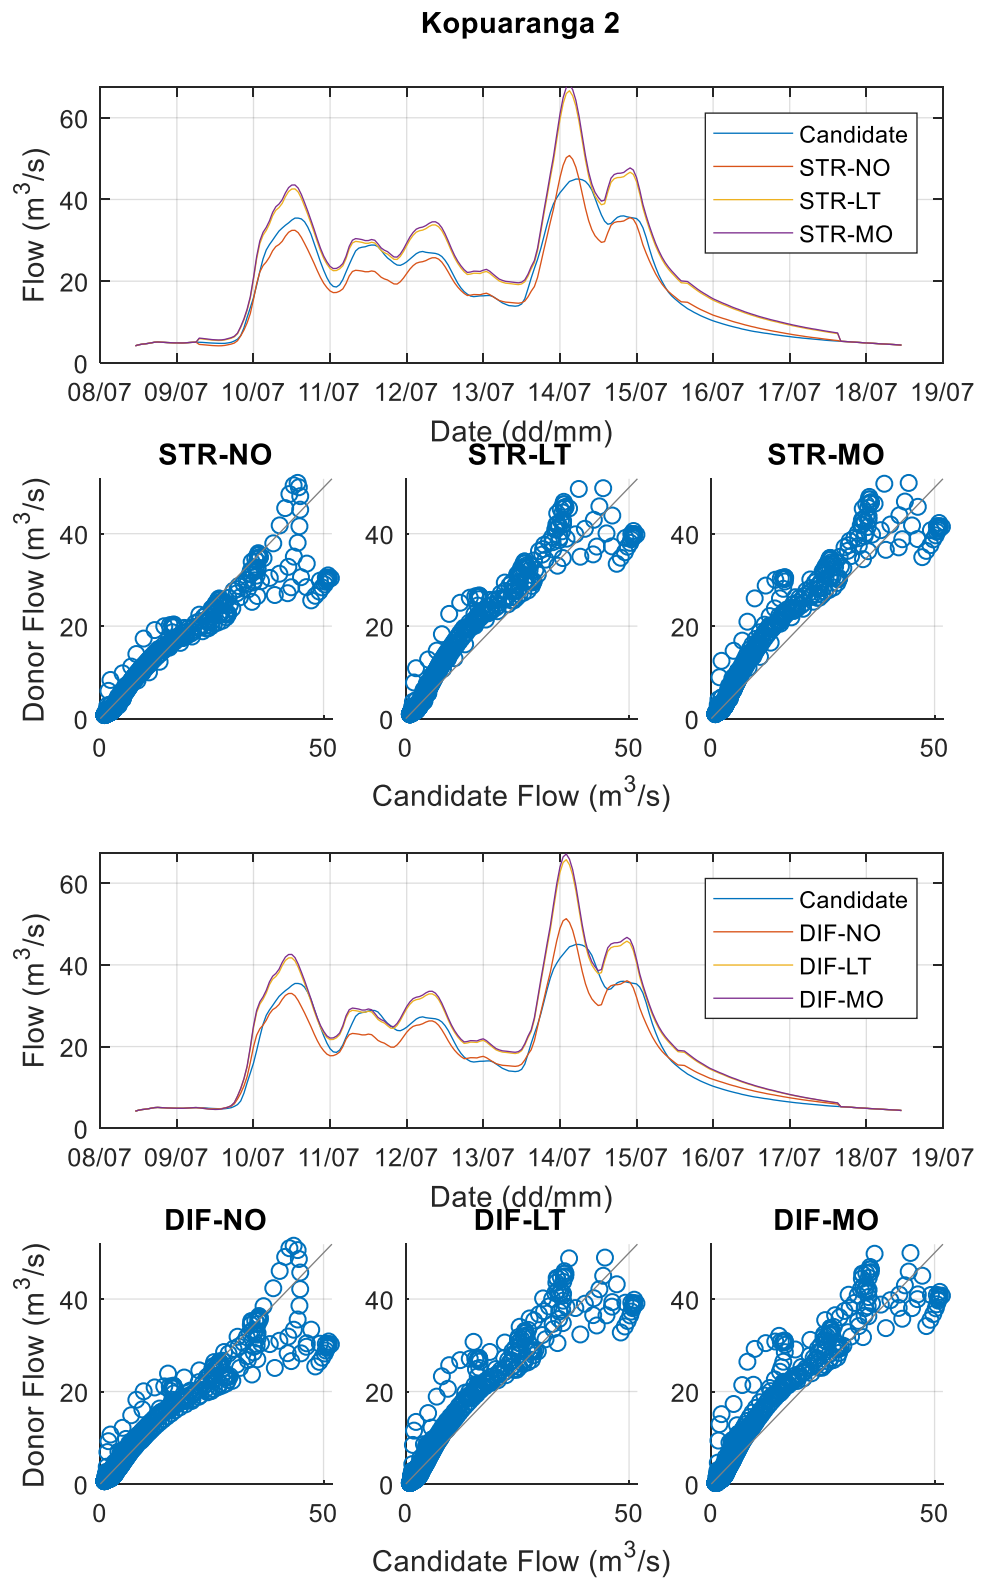 Kopuaranga 2
Flow (m³/s)
60
40
20
0
Candidate
STR-NO
STR-LT
STR-MO
08/07 09/07 10/07 11/07 12/07 13/07 14/07 15/07 16/07 17/07 18/07 19/07
Date (dd/mm)
STR-NO STR-LT STR-MO
Donor Flow (m³/s)
40 40 40
20 20 20
0 0 0
0 50 0 50 0 50
Candidate Flow (m³/s)
Flow (m³/s)
60
40
20
0
Candidate
DIF-NO
DIF-LT
DIF-MO
08/07 09/07 10/07 11/07 12/07 13/07 14/07 15/07 16/07 17/07 18/07 19/07
Date (dd/mm)
DIF-NO DIF-LT DIF-MO
Donor Flow (m³/s)
40 40 40
20 20 20
0 0 0
0 50 0 50 0 50
Candidate Flow (m³/s)